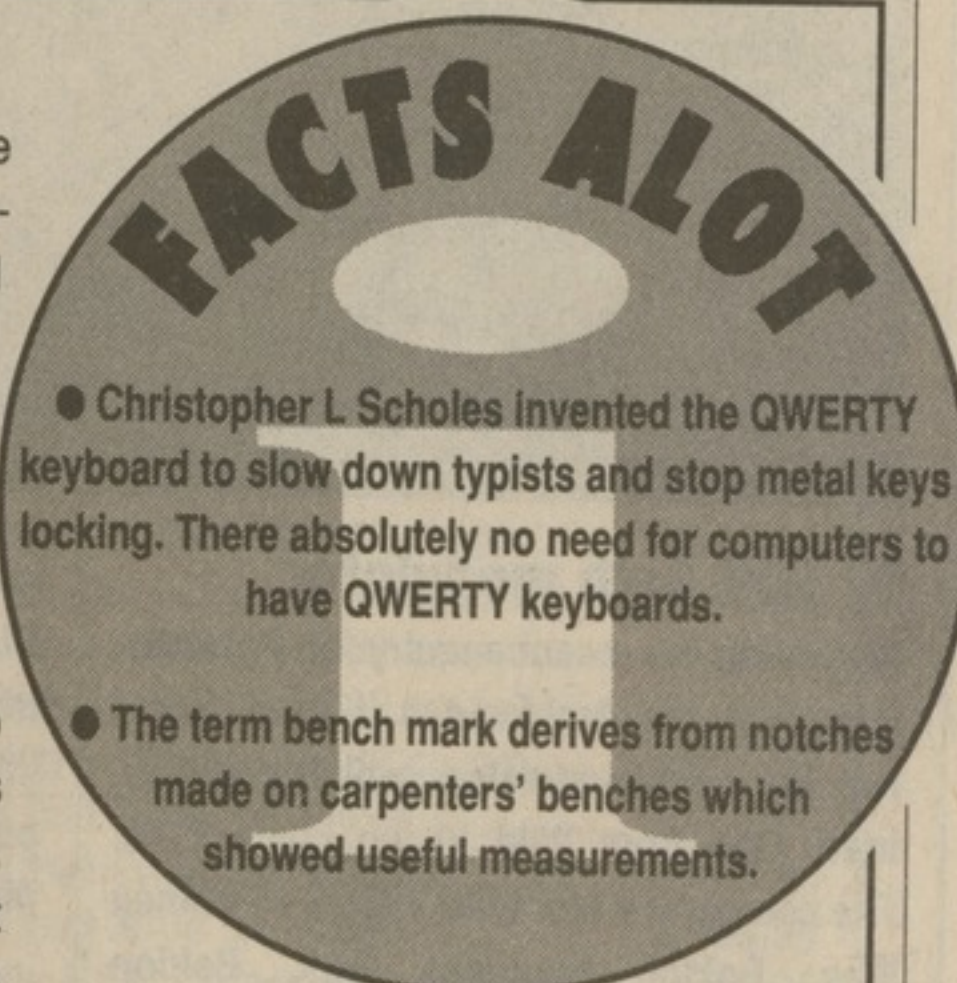 FACTS ALOT
● Christopher L Scholes invented the QWERTY
keyboard to slow down typists and stop metal keys
locking. There absolutely no need for computers to
have QWERTY keyboards.
● The term bench mark derives from notches
made on carpenters' benches which
showed useful measurements.